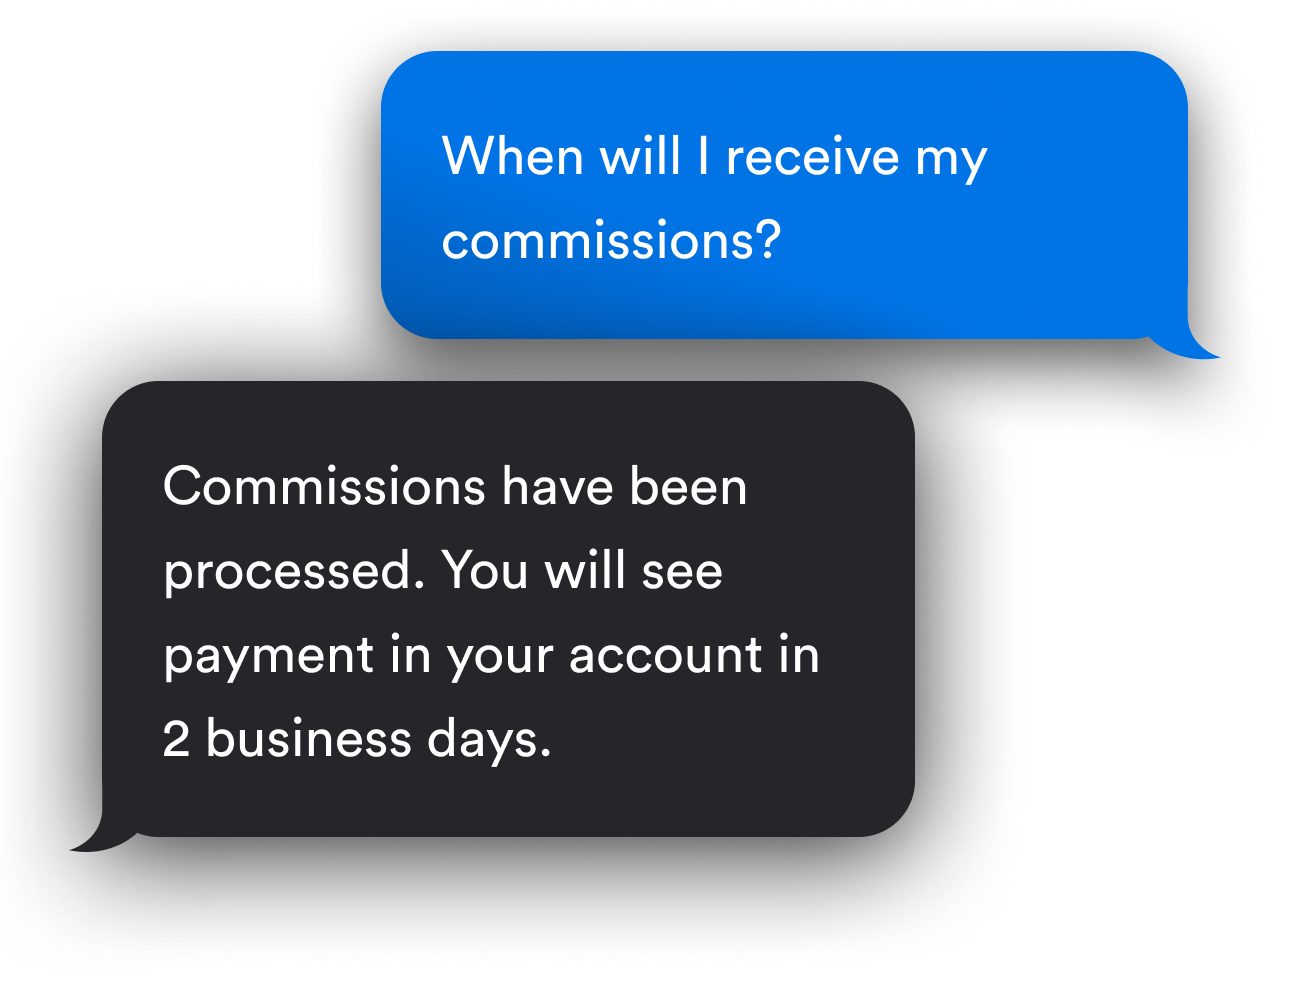 When will I receive my
commissions?
Commissions have been
processed. You will see
payment in your account in
2 business days.